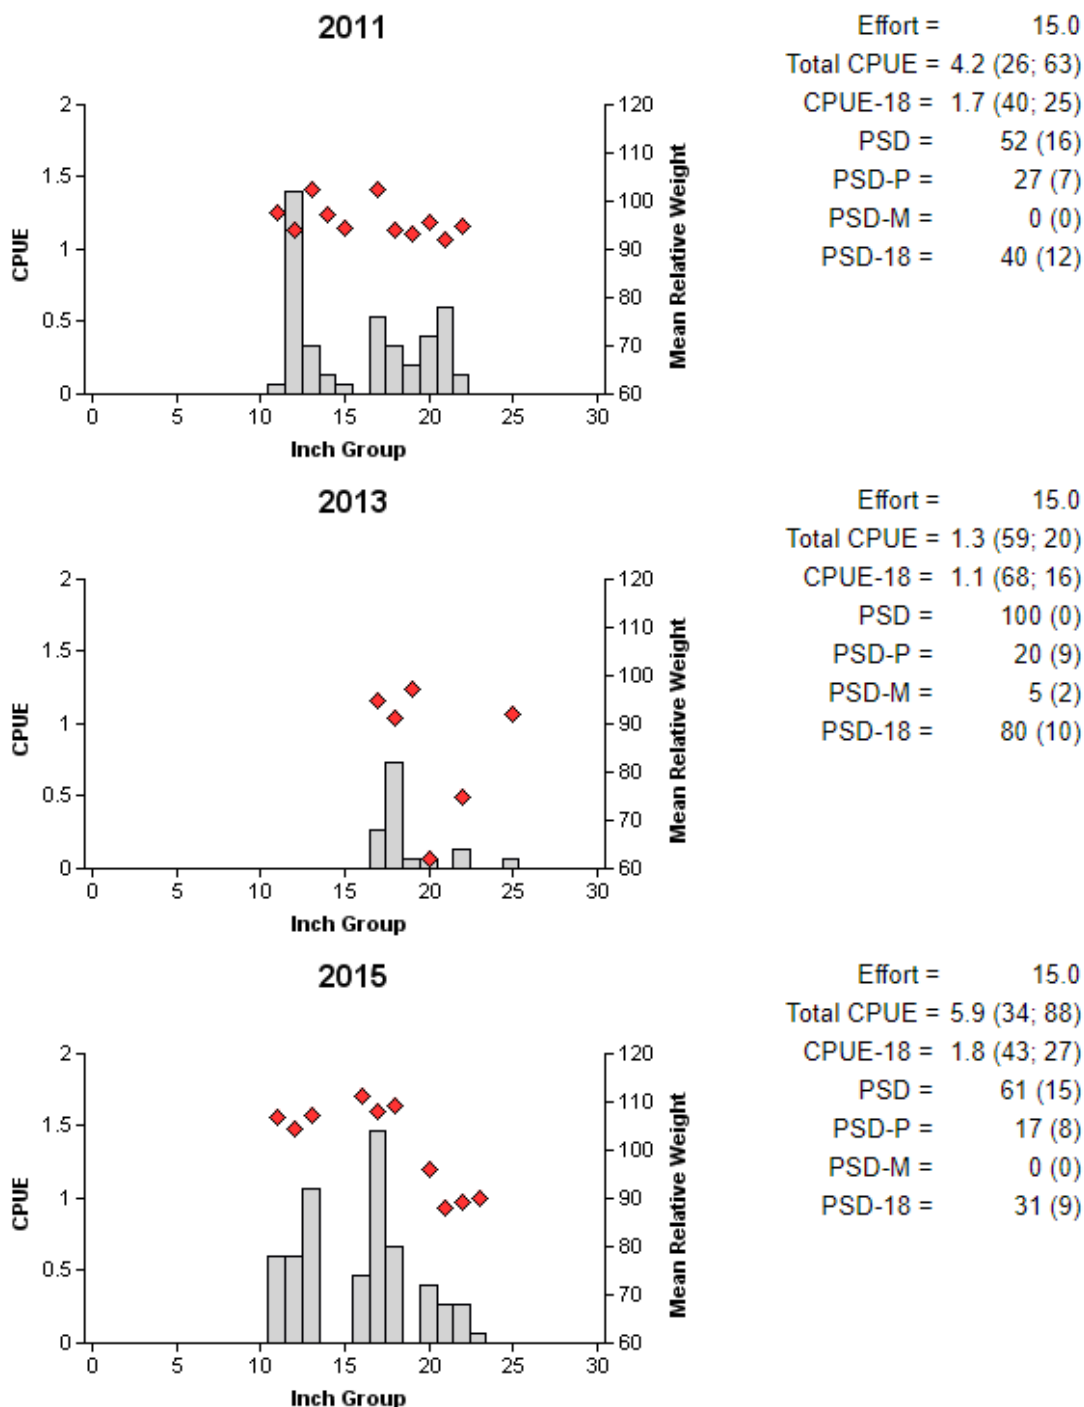 2011
Effort = 15.0
Total CPUE = 4.2 (26; 63)
CPUE-18 = 1.7 (40; 25)
PSD = 52 (16)
PSD-P = 27 (7)
PSD-M = 0 (0)
PSD-18 = 40 (12)
CPUE
2
1.5
1
0.5
0
120
110
100
90
80
70
60
Mean Relative Weight
0 5 10 15 20 25 30
Inch Group
2013
Effort = 15.0
Total CPUE = 1.3 (59; 20)
CPUE-18 = 1.1 (68; 16)
PSD = 100 (0)
PSD-P = 20 (9)
PSD-M = 5 (2)
PSD-18 = 80 (10)
CPUE
2
1.5
1
0.5
0
120
110
100
90
80
70
60
Mean Relative Weight
0 5 10 15 20 25 30
Inch Group
2015
Effort = 15.0
Total CPUE = 5.9 (34; 88)
CPUE-18 = 1.8 (43; 27)
PSD = 61 (15)
PSD-P = 17 (8)
PSD-M = 0 (0)
PSD-18 = 31 (9)
CPUE
2
1.5
1
0.5
0
120
110
100
90
80
70
60
Mean Relative Weight
0 5 10 15 20 25 30
Inch Group